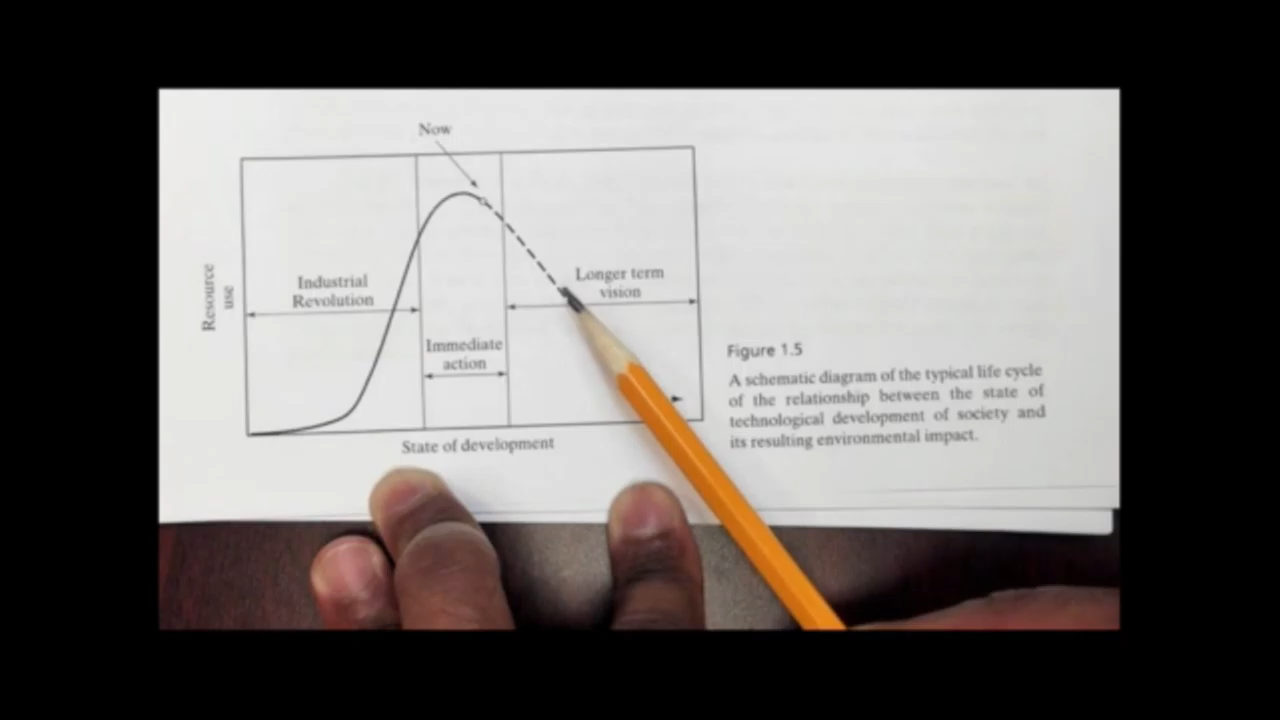 Now
Resource
use
Industrial
Revolution
Immediate
action
Longer term
vision
State of development
Figure 1.5
A schematic diagram of the typical life cycle
of the relationship between the state of
technological development of society and
its resulting environmental impact.